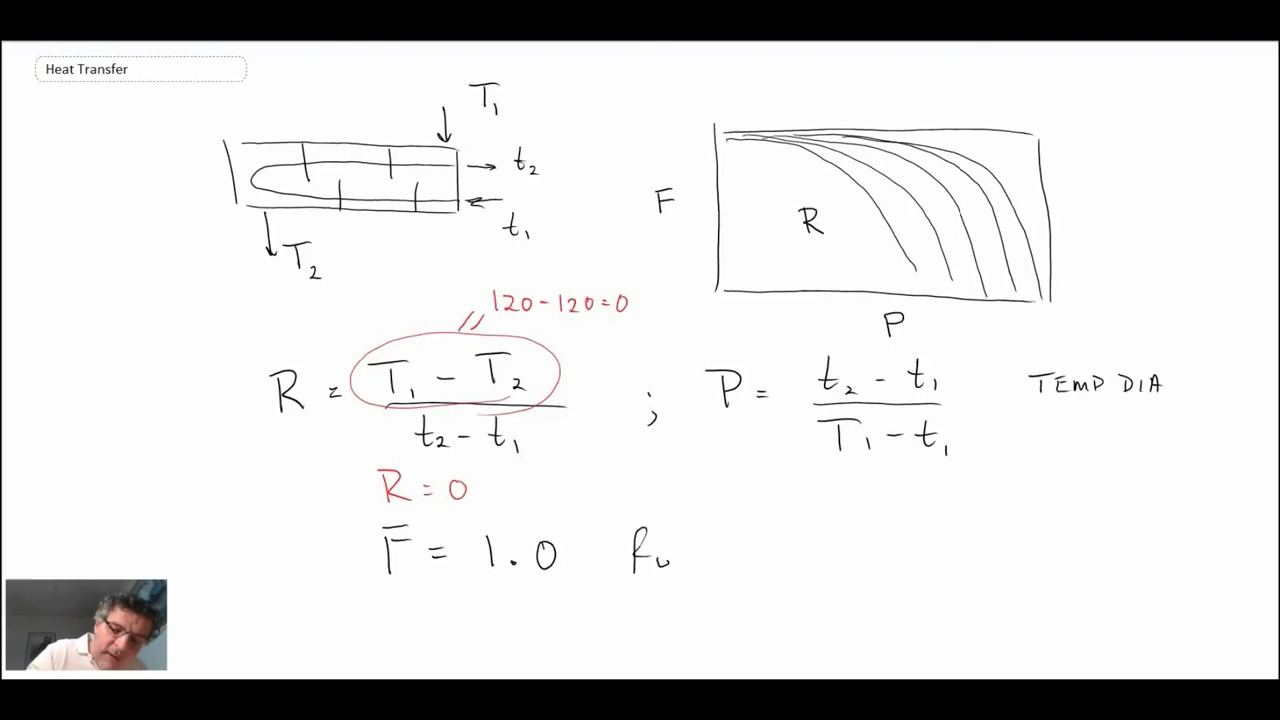 Heat Transfer
T₁
t₂
t₁
T₂
F
R
P
120 - 120 = 0
R = (T₁ - T₂) / (t₂ - t₁) ; P = (t₂ - t₁) / (T₁ - t₁) TEMP DIA
R = 0
F = 1.0